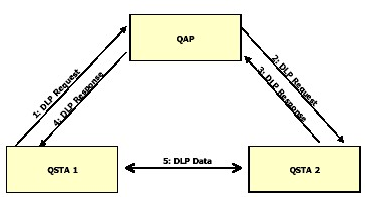 QAP
1: DLP Request
4: DLP Response
2: DLP Request
3: DLP Response
5: DLP Data
QSTA 1
QSTA 2